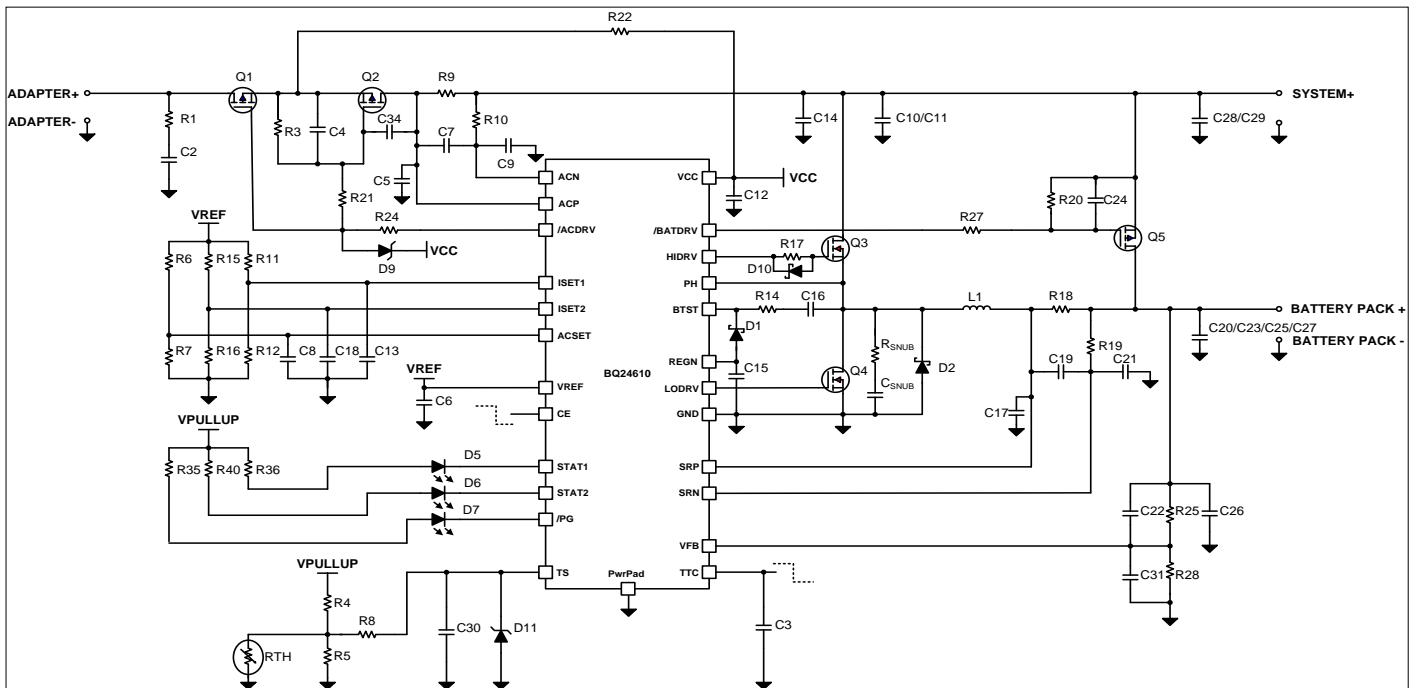 R22
Q1
Q2
R9
ADAPTER+
SYSTEM+
ADAPTER-
R1
R3
C4
C34
C7
R10
C14
C10/C11
C28/C29
C2
C9
C5
R21
ACN
VCC
VCC
C12
ACP
R20
C24
VREF
R24
/ACDRV
/BATDRV
R27
Q5
R6
R15
R11
D9
VCC
HIDRV
R17
D10
Q3
PH
ISET1
R14
C16
L1
R18
ISET2
BTST
BATTERY PACK +
D1
ACSET
R7
R16
R12
C8
C18
C13
RSNUB
D2
R19
C20/C23/C25/C27
BATTERY PACK -
REGN
C19
C21
BQ24610
C15
Q4
CSNUB
VREF
VREF
LODRV
C6
CE
GND
C17
VPULLUP
R35
R40
R36
D5
STAT1
SRP
D6
STAT2
SRN
D7
/PG
C22
R25
C26
VFB
VPULLUP
TS
PwrPad
TTC
C31
R28
R4
R8
C30
D11
C3
RTH
R5